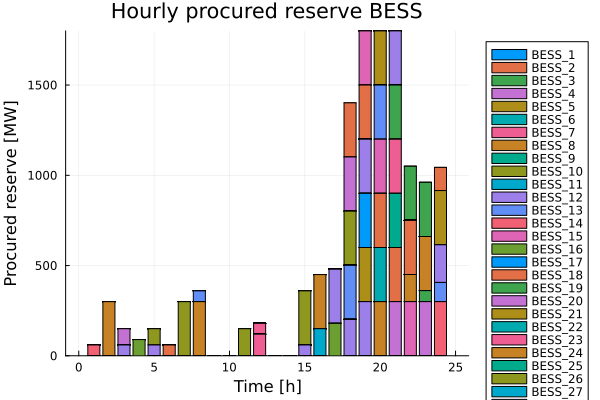 Hourly procured reserve BESS
Procured reserve [MW]
1500
1000
500
0
0
5
10
15
20
25
Time [h]
BESS_1
BESS_2
BESS_3
BESS_4
BESS_5
BESS_6
BESS_7
BESS_8
BESS_9
BESS_10
BESS_11
BESS_12
BESS_13
BESS_14
BESS_15
BESS_16
BESS_17
BESS_18
BESS_19
BESS_20
BESS_21
BESS_22
BESS_23
BESS_24
BESS_25
BESS_26
BESS_27